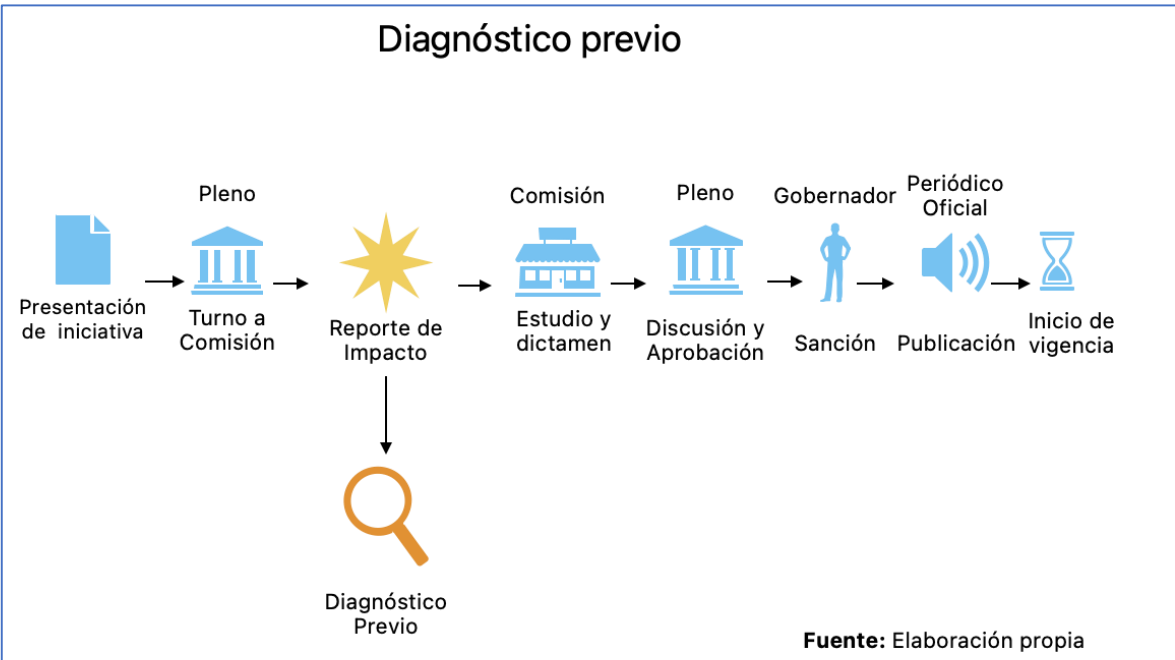 Diagnóstico previo
Presentación
de iniciativa
Pleno
Turno a
Comisión
Reporte de
Impacto
Diagnóstico
Previo
Comisión
Estudio y
dictamen
Pleno
Discusión y
Aprobación
Gobernador
Sanción
Periódico
Oficial
Publicación
Inicio de
vigencia
Fuente: Elaboración propia